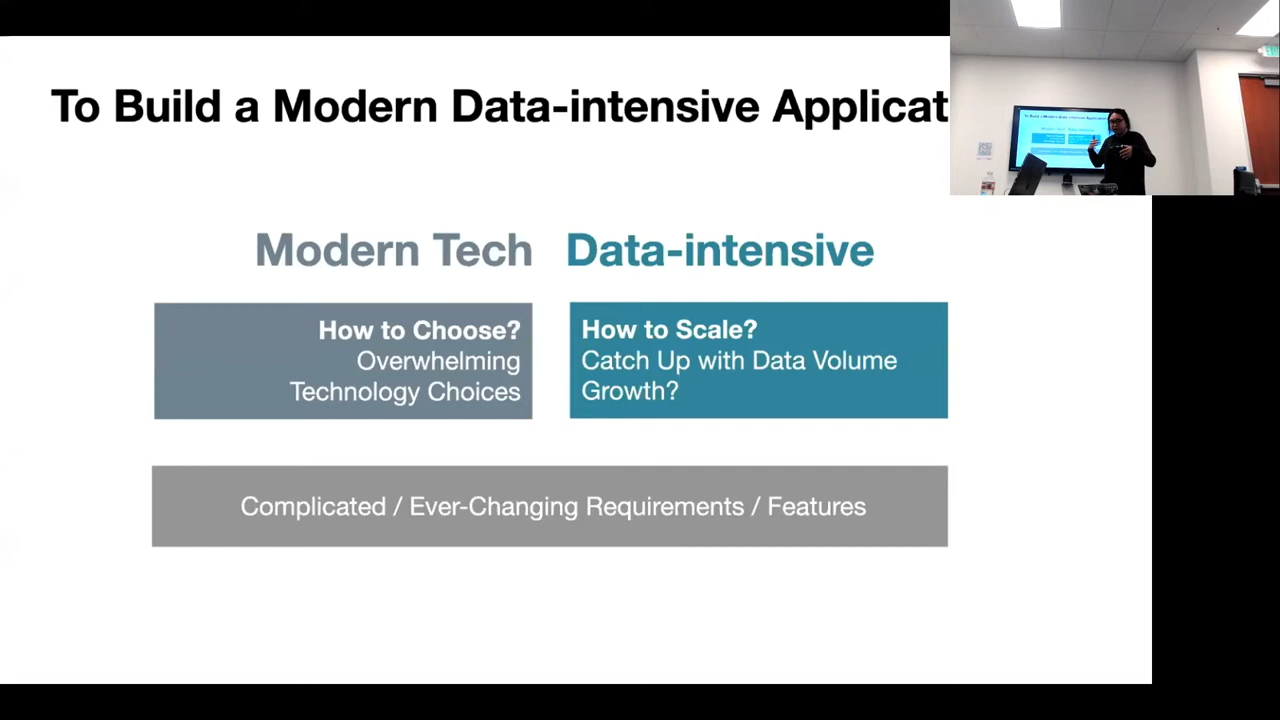 To Build a Modern Data-intensive Applicat
Modern Tech
Data-intensive
How to Choose?
Overwhelming
Technology Choices
How to Scale?
Catch Up with Data Volume
Growth?
Complicated / Ever-Changing Requirements / Features